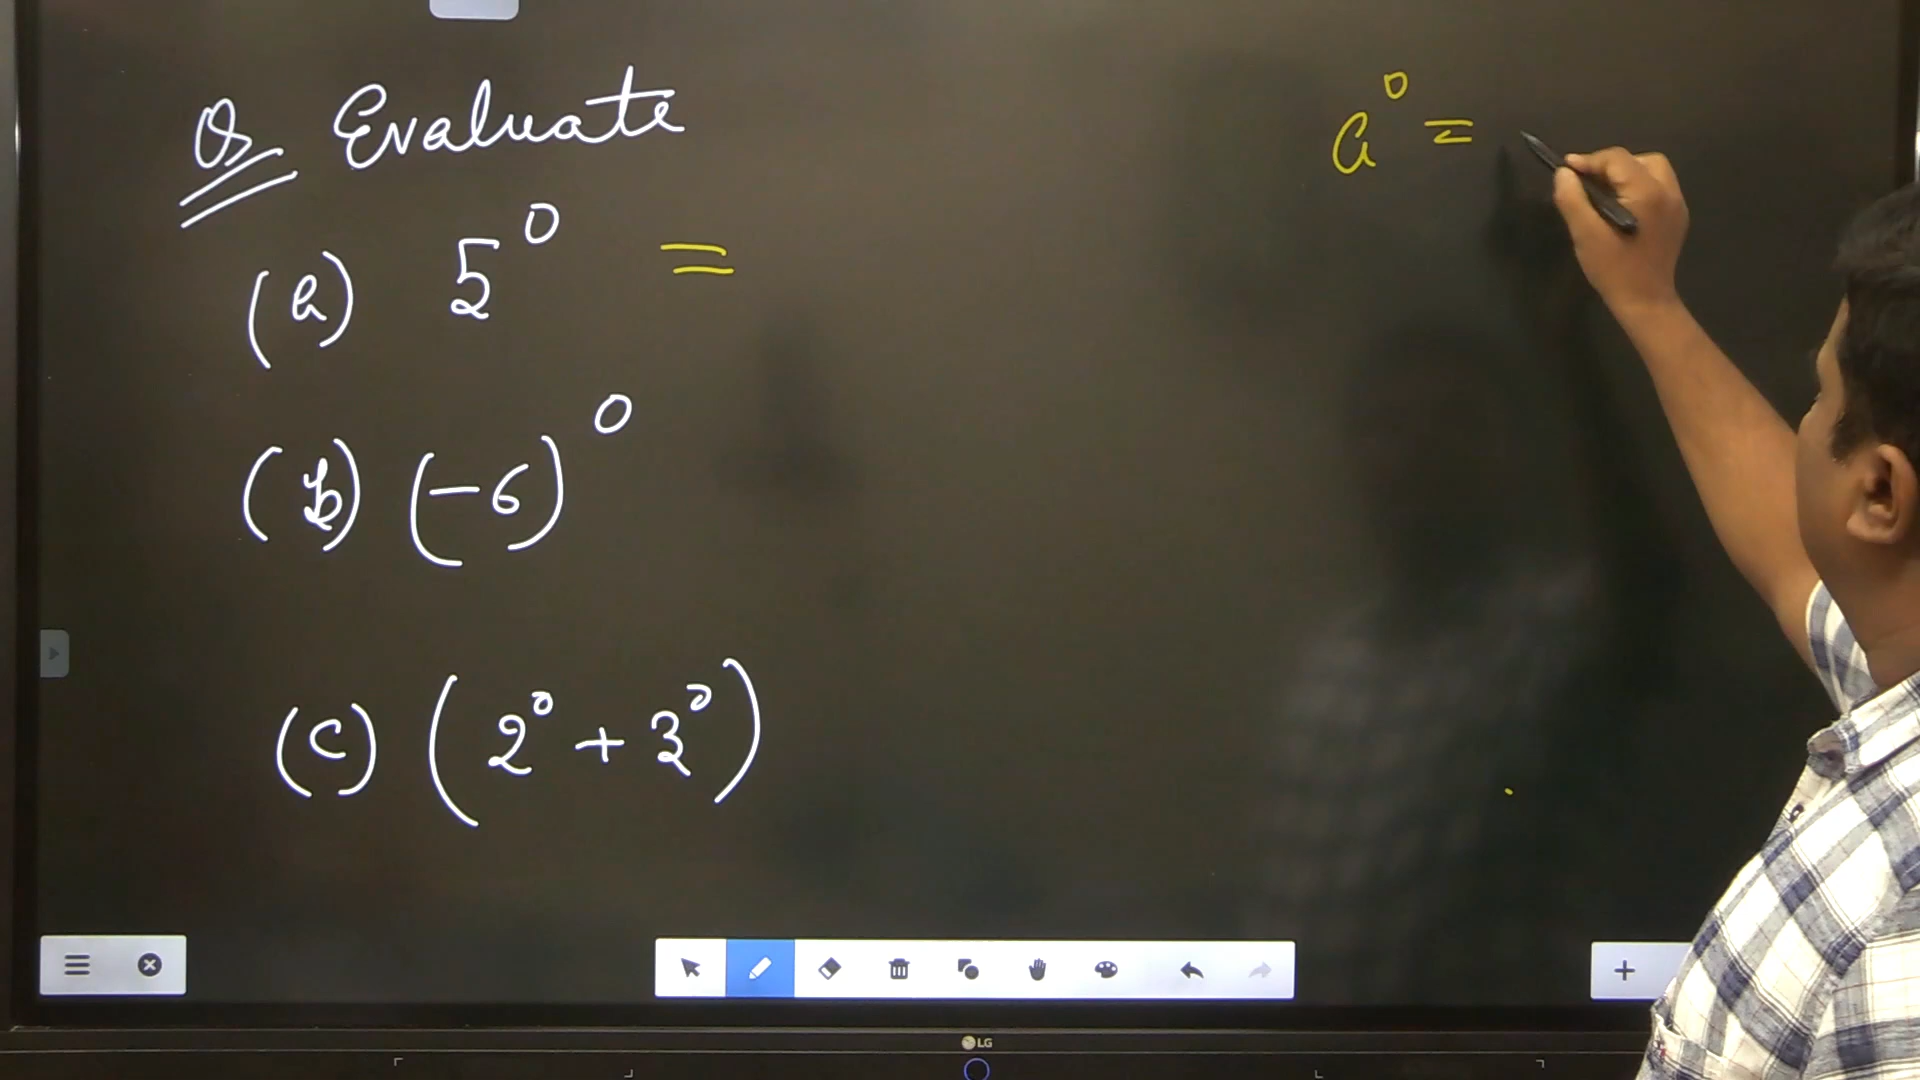 Q Evaluate
a⁰ =
(a) 5⁰ =
(b) (-6)⁰
(c) (2⁰ + 3⁰)
LG